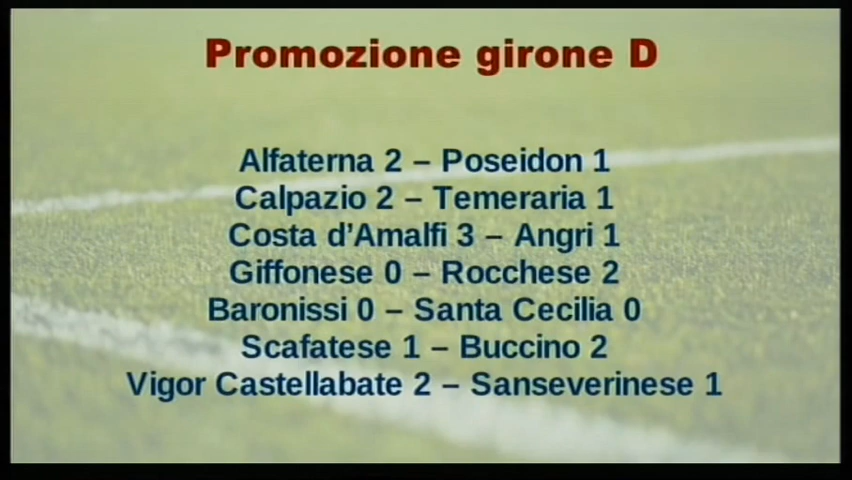 Promozione girone D
Alfaterna 2 – Poseidon 1
Calpazio 2 – Temeraria 1
Costa d’Amalfi 3 – Angri 1
Giffonese 0 – Rocchese 2
Baronissi 0 – Santa Cecilia 0
Scafatese 1 – Buccino 2
Vigor Castellabate 2 – Sanseverinese 1